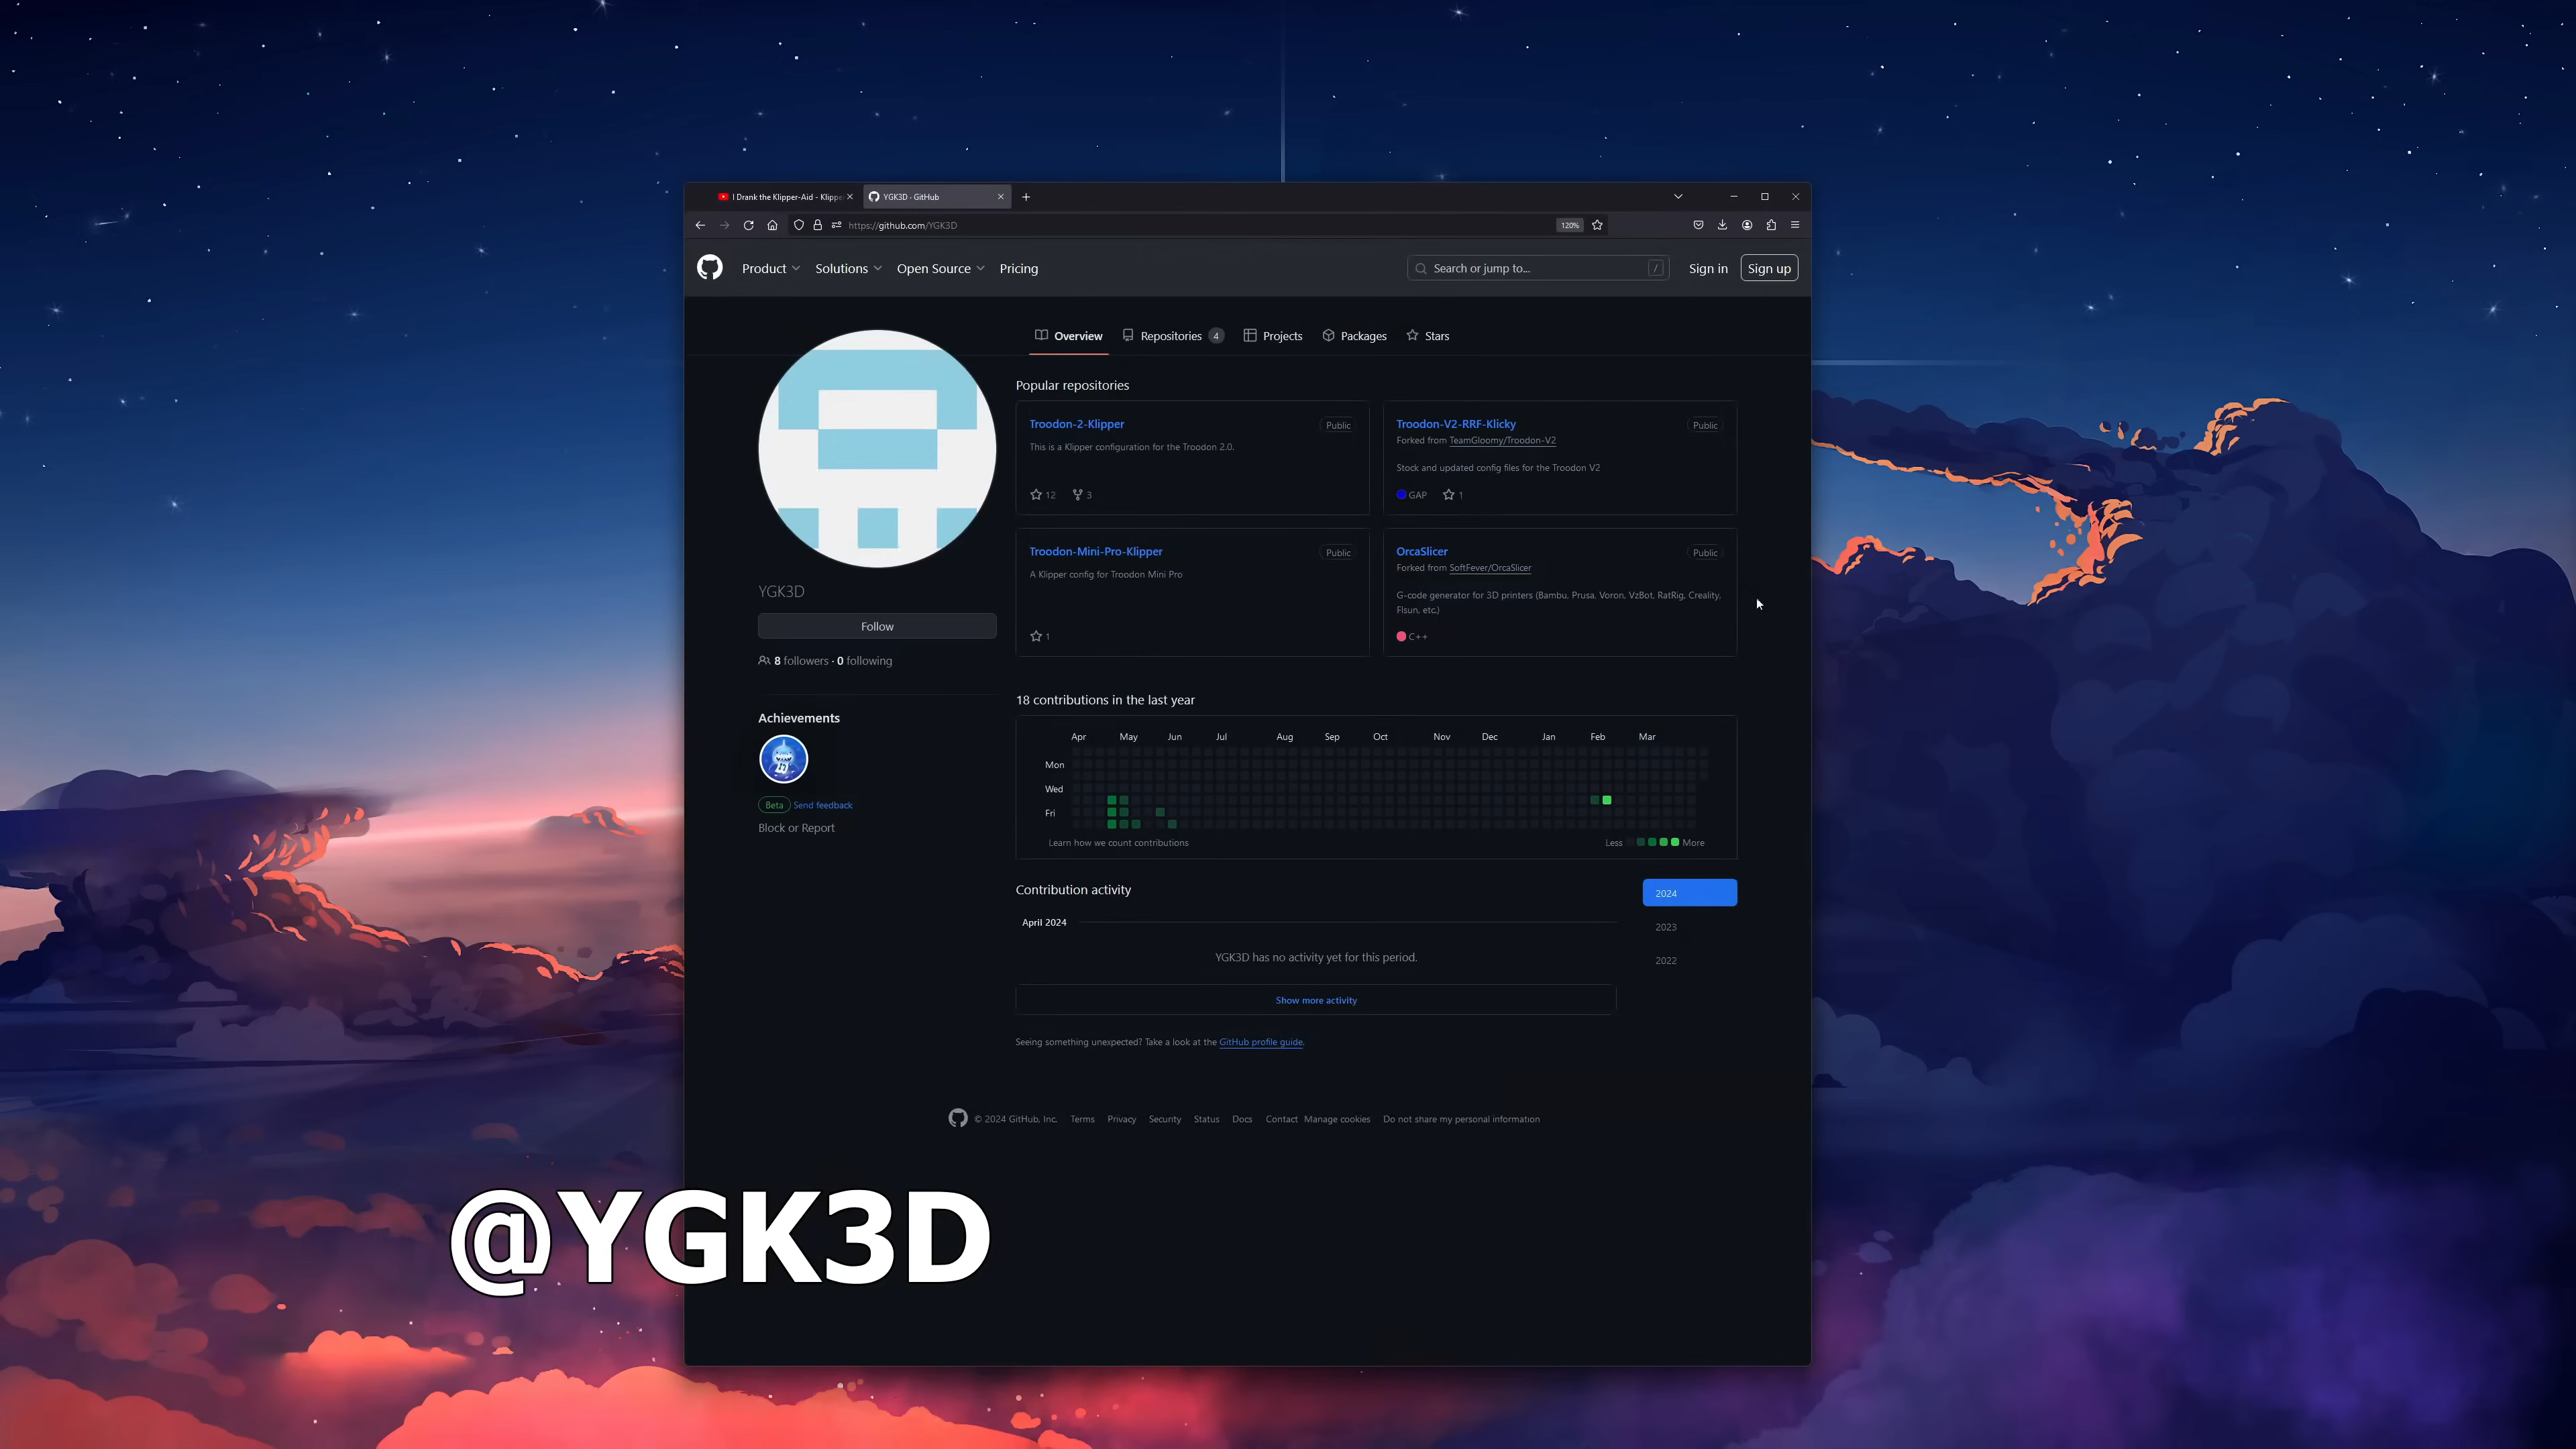 I Drank the Klipper-Aid - Klipper
YGK3D · GitHub
https://github.com/YGK3D
120%
Product
Solutions
Open Source
Pricing
Search or jump to...
/
Sign in
Sign up
Overview
Repositories 4
Projects
Packages
Stars
Popular repositories
Troodon-2-Klipper
Public
This is a Klipper configuration for the Troodon 2.0.
12
3
Troodon-V2-RRF-Klicky
Public
Forked from TeamGloomy/Troodon-V2
Stock and updated config files for the Troodon V2
GAP
1
Troodon-Mini-Pro-Klipper
Public
A Klipper config for Troodon Mini Pro
1
OrcaSlicer
Public
Forked from SoftFever/OrcaSlicer
G-code generator for 3D printers (Bambu, Prusa, Voron, VzBot, RatRig, Creality,
Flsun, etc.)
C++
YGK3D
Follow
8 followers · 0 following
Achievements
Beta Send feedback
Block or Report
18 contributions in the last year
Apr May Jun Jul Aug Sep Oct Nov Dec Jan Feb Mar
Mon
Wed
Fri
Learn how we count contributions
Less
More
Contribution activity
2024
2023
2022
April 2024
YGK3D has no activity yet for this period.
Show more activity
Seeing something unexpected? Take a look at the GitHub profile guide.
© 2024 GitHub, Inc. Terms Privacy Security Status Docs Contact Manage cookies Do not share my personal information
@YGK3D